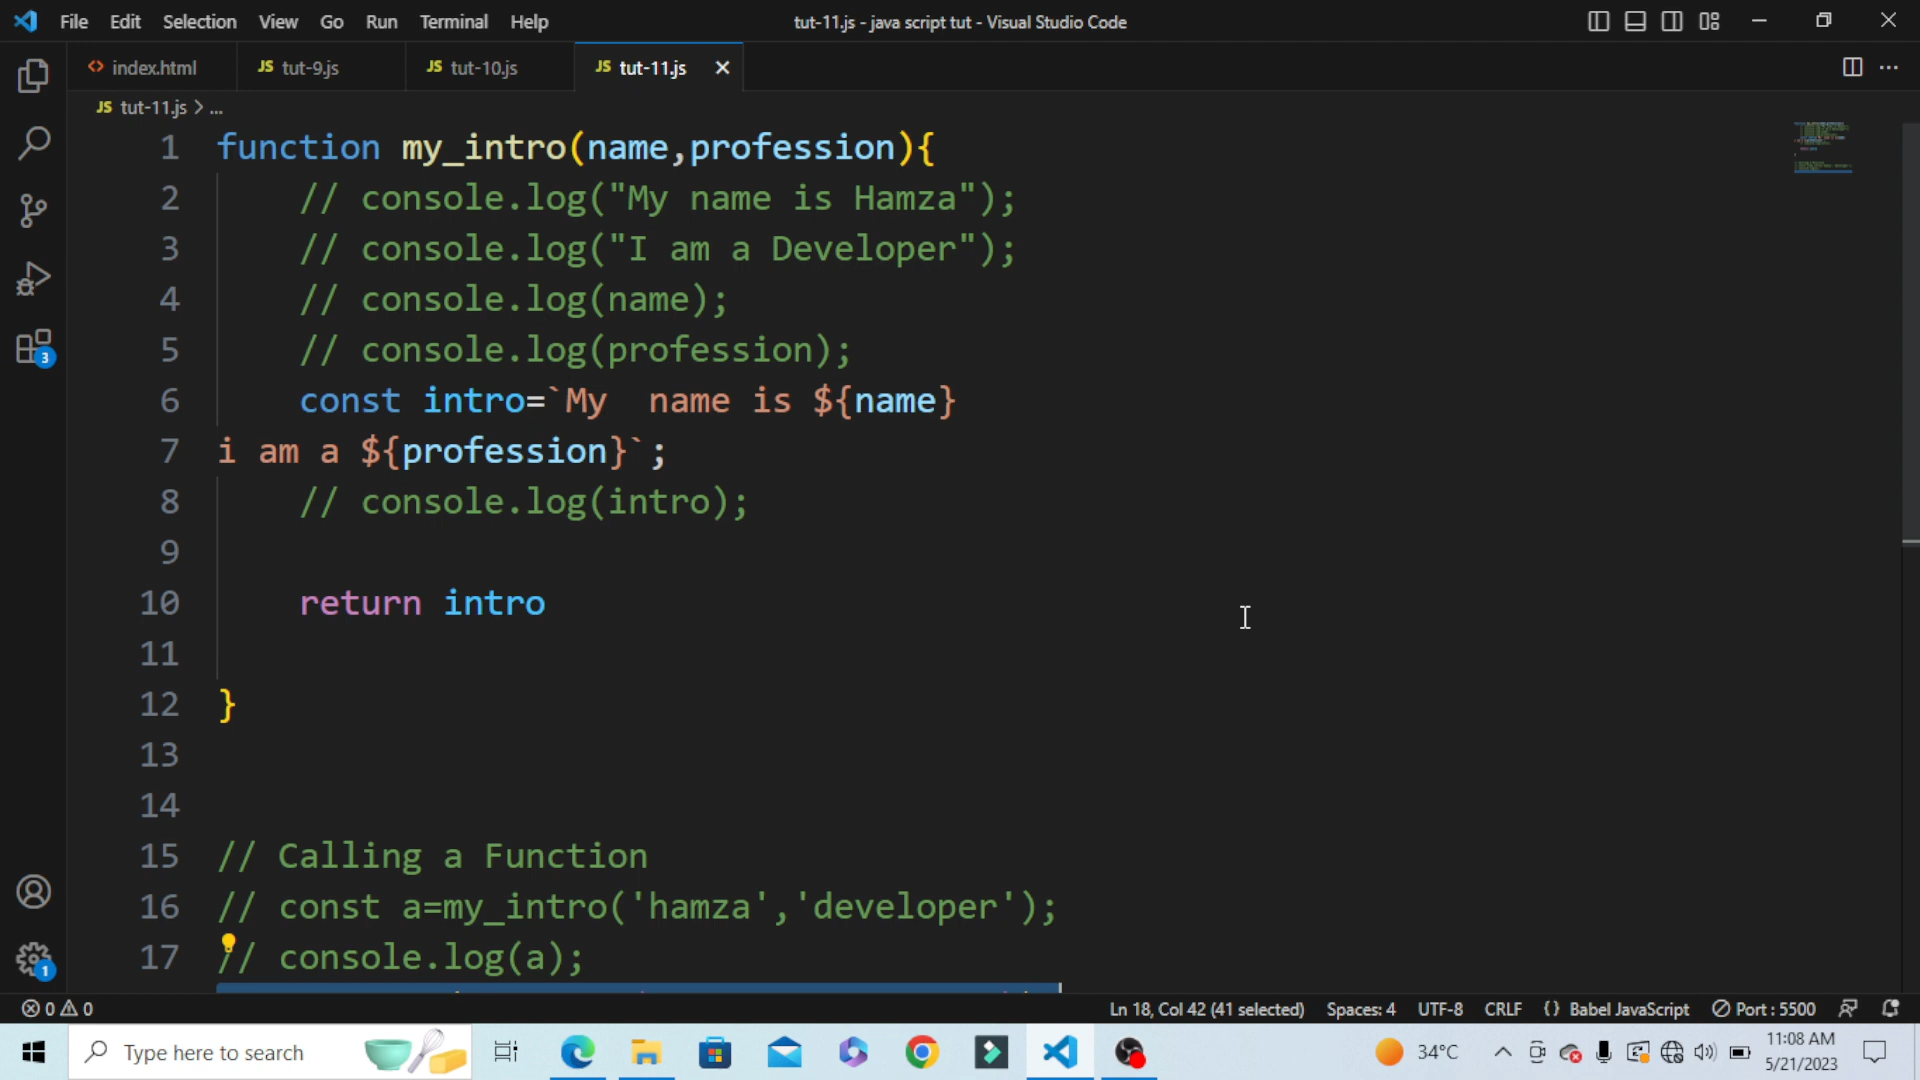 File Edit Selection View Go Run Terminal Help
tut-11.js - java script tut - Visual Studio Code
<> index.html
JS tut-9.js
JS tut-10.js
JS tut-11.js
JS tut-11.js > ...
1 function my_intro(name,profession){
2 // console.log("My name is Hamza");
3 // console.log("I am a Developer");
4 // console.log(name);
5 // console.log(profession);
6 const intro=`My  name is ${name}
7 i am a ${profession}`;
8 // console.log(intro);
9
10 return intro
11
12 }
13
14
15 // Calling a Function
16 // const a=my_intro('hamza','developer');
17 // console.log(a);
3
1
0 0
Ln 18, Col 42 (41 selected)
Spaces: 4
UTF-8
CRLF
{} Babel JavaScript
Port : 5500
Type here to search
34°C
11:08 AM
5/21/2023